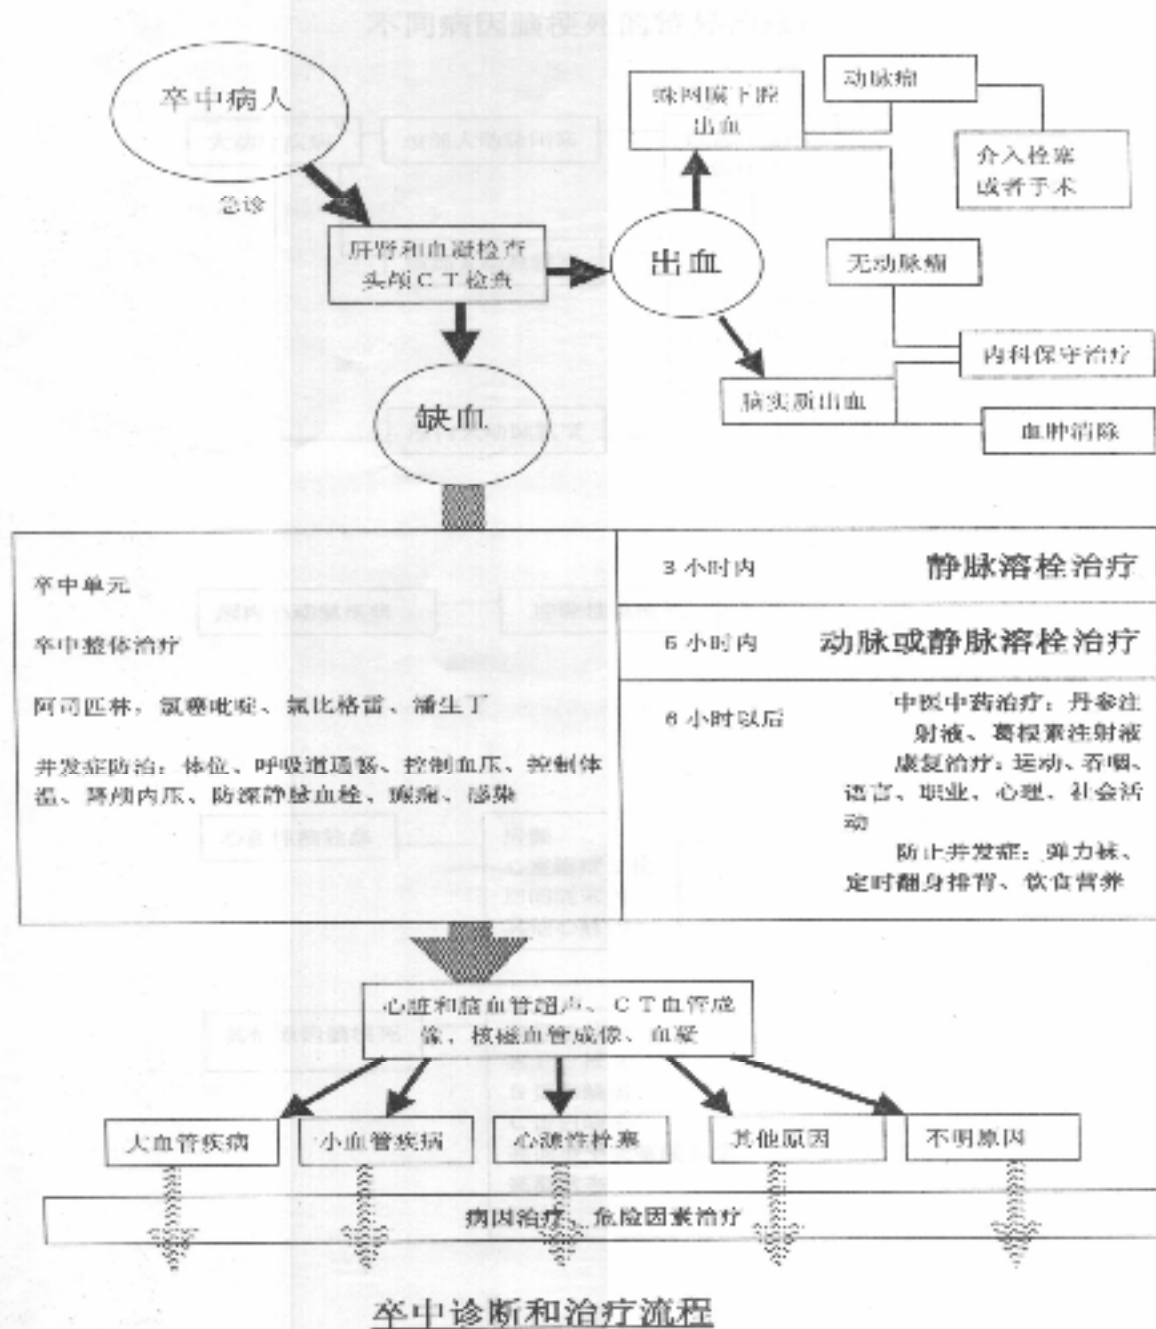 卒中病人
急诊
肝肾和血凝检查
头颅CT检查
出血
蛛网膜下腔
出血
动脉瘤
介入栓塞
或者手术
无动脉瘤
内科保守治疗
脑实质出血
血肿消除
缺血
卒中单元
卒中整体治疗
阿司匹林，氯噻吡啶、氯比格雷、潘生丁
并发症防治：体位、呼吸道通畅、控制血压、控制体
温、降颅内压、防深静脉血栓、癫痫、感染
3 小时内
静脉溶栓治疗
6 小时内
动脉或静脉溶栓治疗
6 小时以后
中医中药治疗：丹参注
射液、葛根素注射液
康复治疗：运动、吞咽、
语言、职业、心理、社会活
动
防止并发症：弹力袜、
定时翻身排背、饮食营养
心脏和脑血管超声、CT血管成
像，核磁血管成像、血凝
大血管疾病
小血管疾病
心源性栓塞
其他原因
不明原因
病因治疗、危险因素治疗
卒中诊断和治疗流程